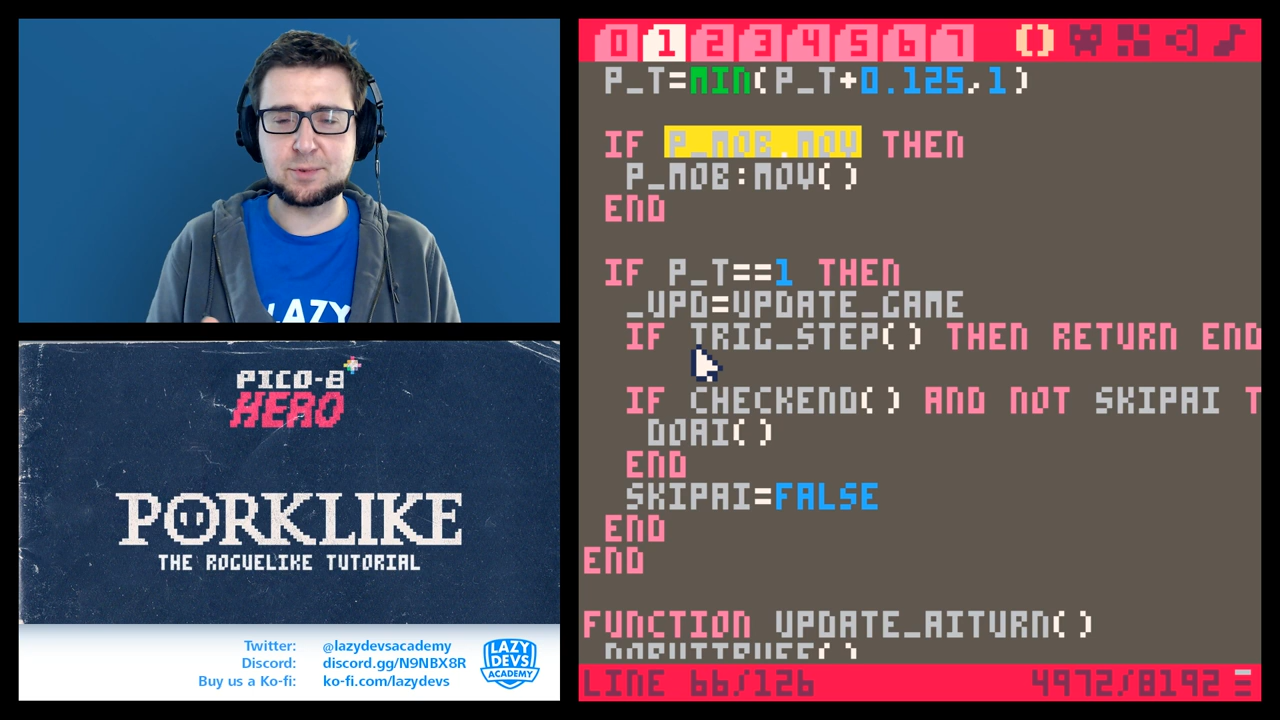 LAZY
PICO-8
HERO
PORKLIKE
THE ROGUELIKE TUTORIAL
Twitter: @lazydevsacademy
Discord: discord.gg/N9NBX8R
Buy us a Ko-fi: ko-fi.com/lazydevs
LAZY
DEVS
ACADEMY
0 1 2 3 4 5 6 7 ()
P_T=MIN(P_T+0.125,1)
IF P_MOB.MOV THEN
P_MOB:MOV()
END
IF P_T==1 THEN
_UPD=UPDATE_GAME
IF TRIG_STEP() THEN RETURN END
IF CHECKEND() AND NOT SKIPAI T
DOAI()
END
SKIPAI=FALSE
END
END
FUNCTION UPDATE_AITURN()
LINE 66/126 4972/8192